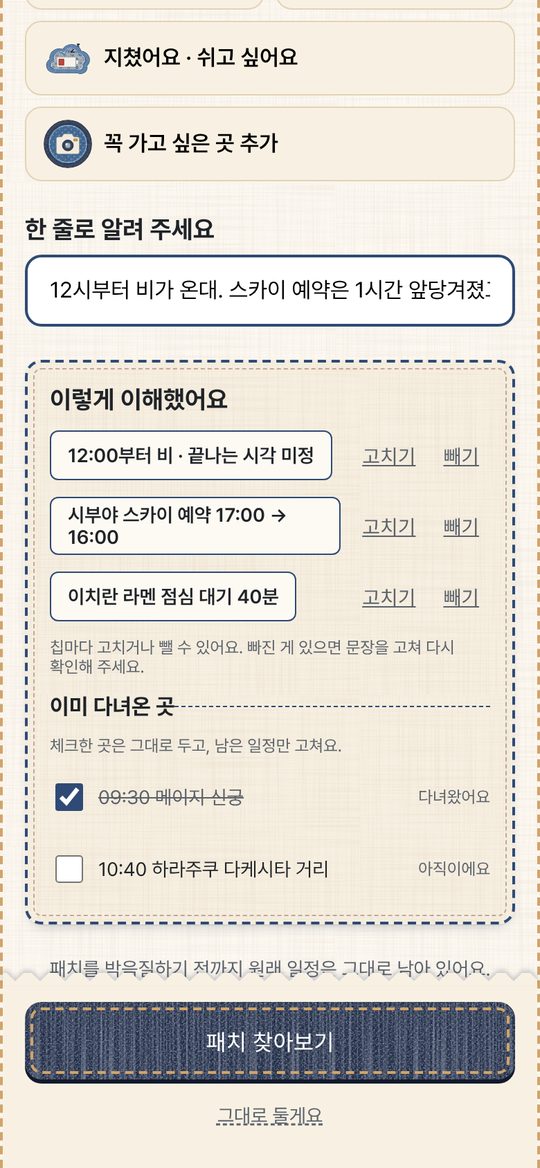 지쳤어요 · 쉬고 싶어요
꼭 가고 싶은 곳 추가
한 줄로 알려 주세요
12시부터 비가 온대. 스카이 예약은 1시간 앞당겨졌
이렇게 이해했어요
12:00부터 비 · 끝나는 시각 미정 고치기 빼기
시부야 스카이 예약 17:00 →
16:00 고치기 빼기
이치란 라멘 점심 대기 40분 고치기 빼기
칩마다 고치거나 뺄 수 있어요. 빠진 게 있으면 문장을 고쳐 다시
확인해 주세요.
이미 다녀온 곳
체크한 곳은 그대로 두고, 남은 일정만 고쳐요.
09:30 메이지 신궁 다녀왔어요
10:40 하라주쿠 다케시타 거리 아직이에요
패치를 박음질하기 전까지 원래 일정은 그대로 남아 있어요.
패치 찾아보기
그대로 둘게요